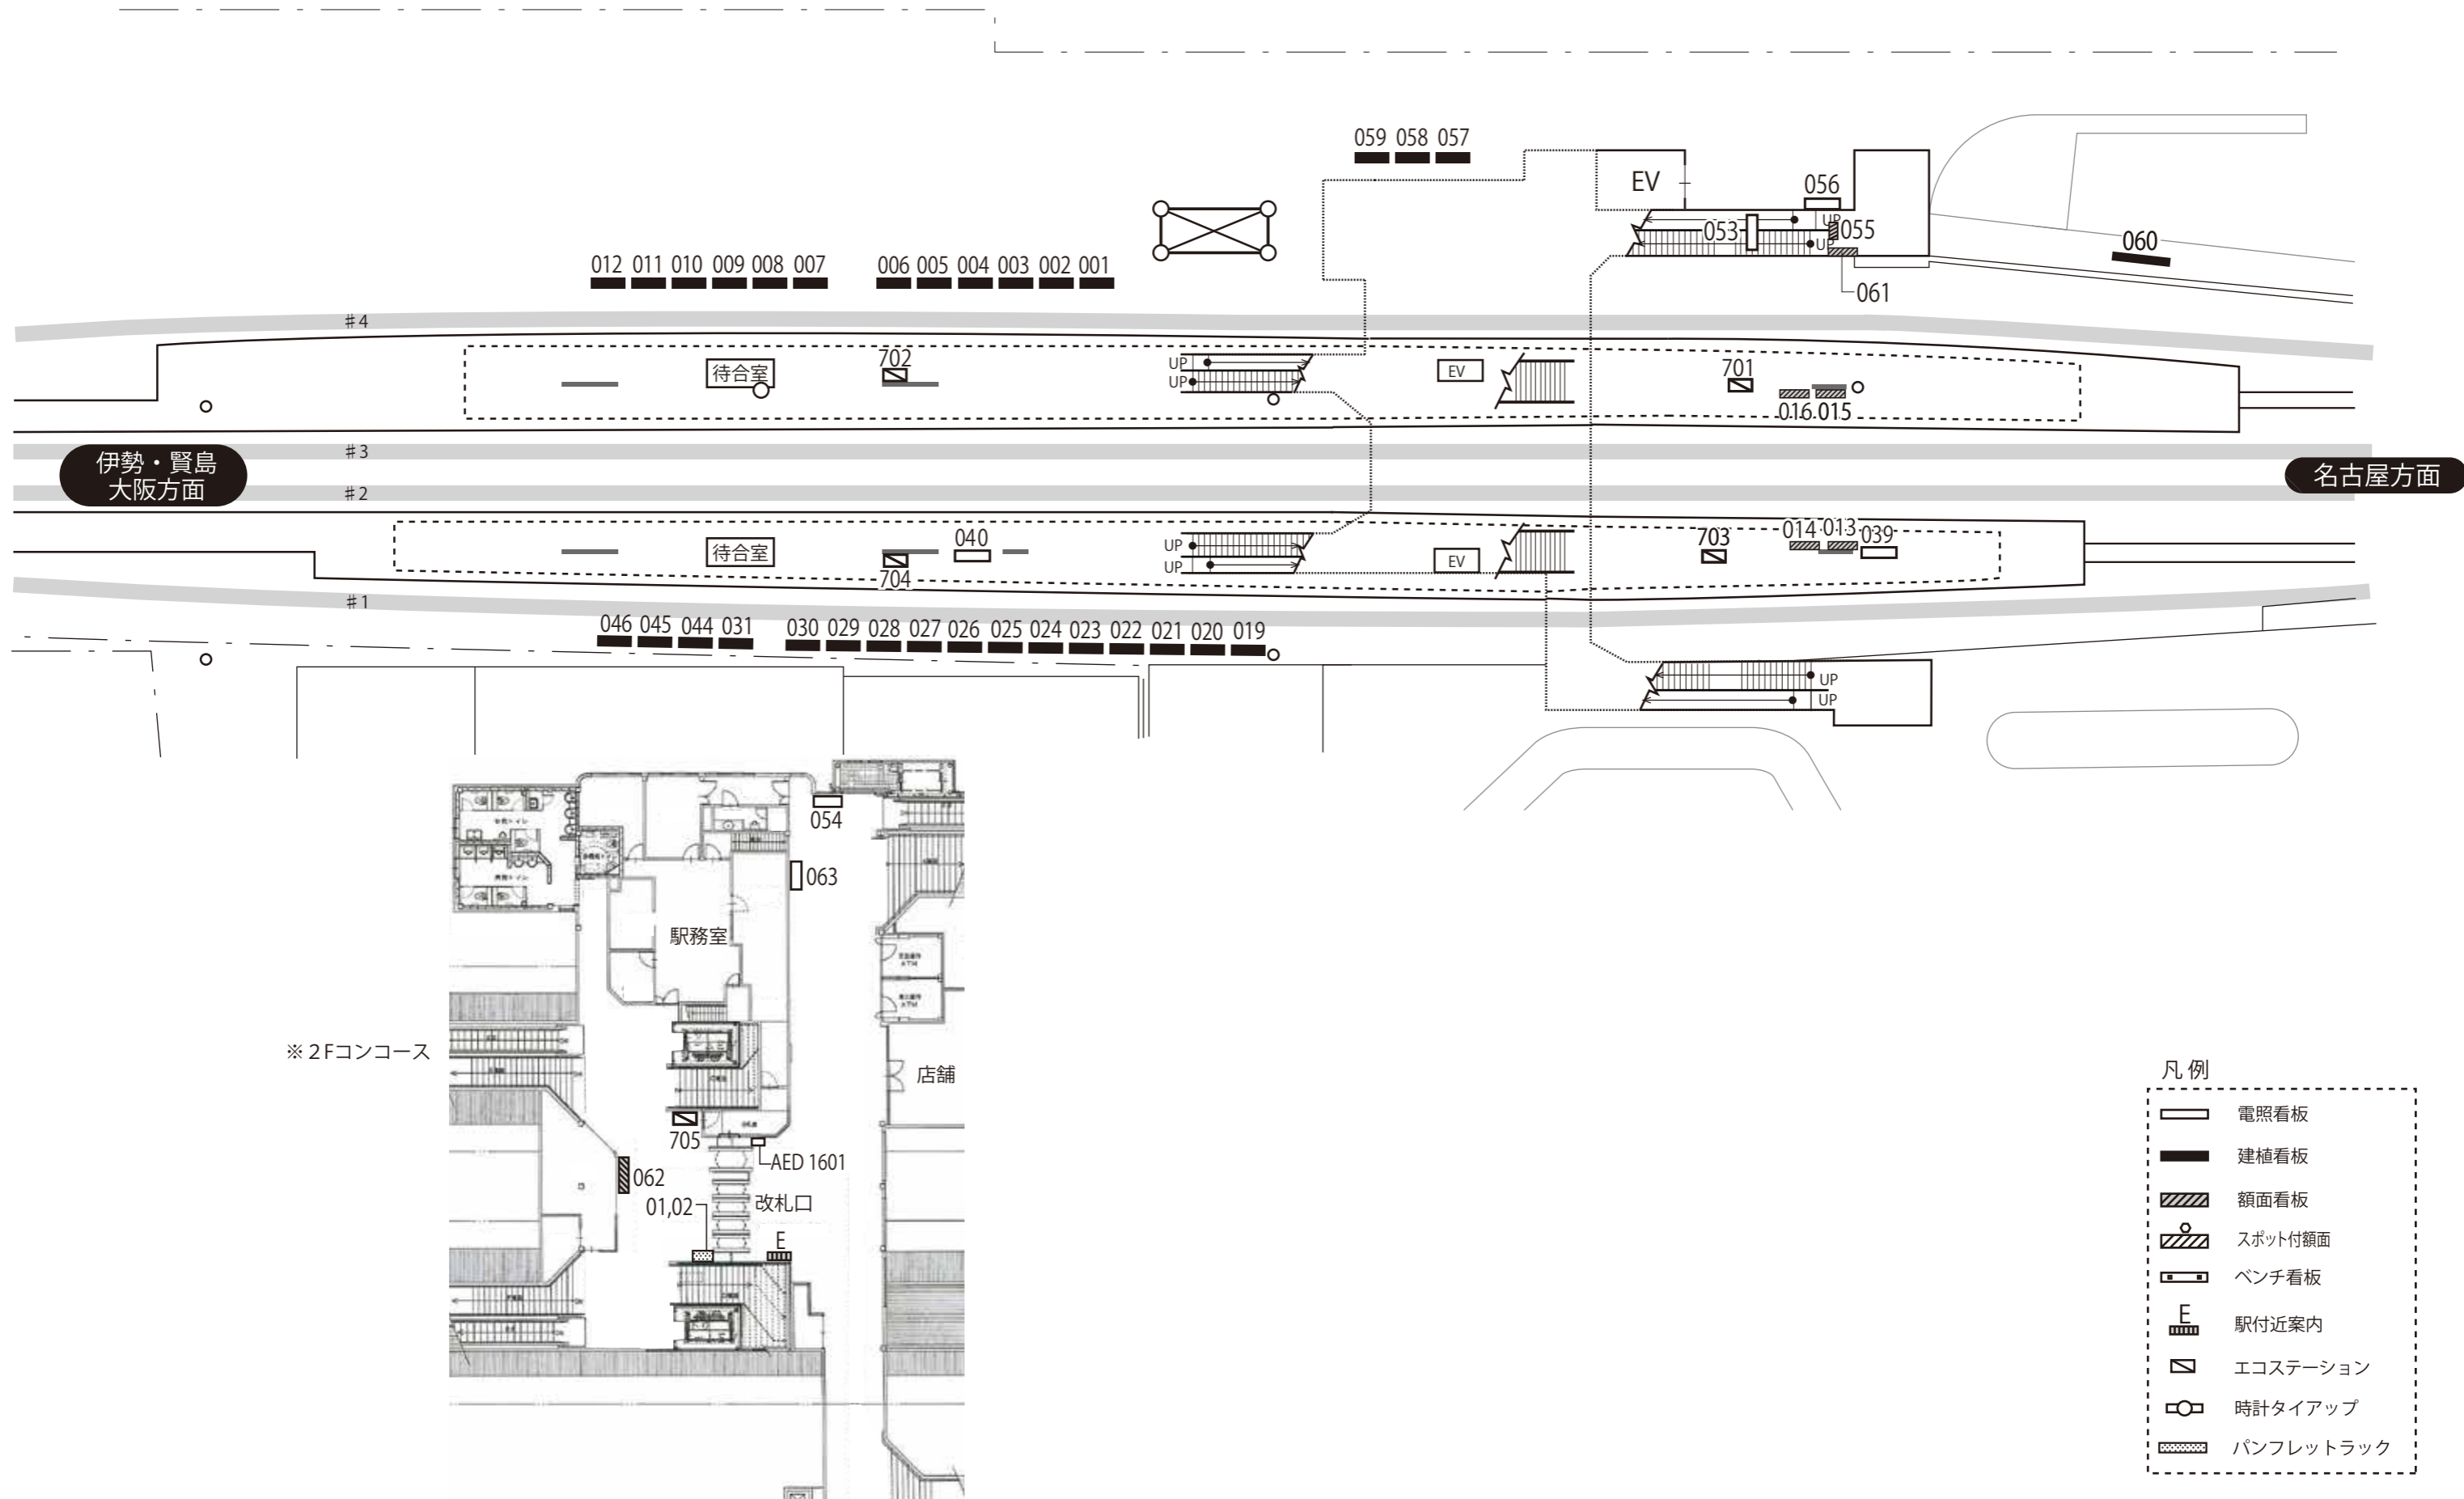 059 058 057
EV
056
UP
053
055
UP
060
061
012 011 010 009 008 007
006 005 004 003 002 001
#4
待合室
702
UP
UP
EV
701
016 015
#3
伊勢・賢島
大阪方面
名古屋方面
#2
待合室
040
704
UP
UP
EV
703
014 013 039
#1
046 045 044 031
030 029 028 027 026 025 024 023 022 021 020 019
UP
UP
054
063
駅務室
※2Fコンコース
店舗
705
AED 1601
062
01,02
改札口
E
凡例
電照看板
建植看板
額面看板
スポット付額面
ベンチ看板
E
駅付近案内
エコステーション
時計タイアップ
パンフレットラック